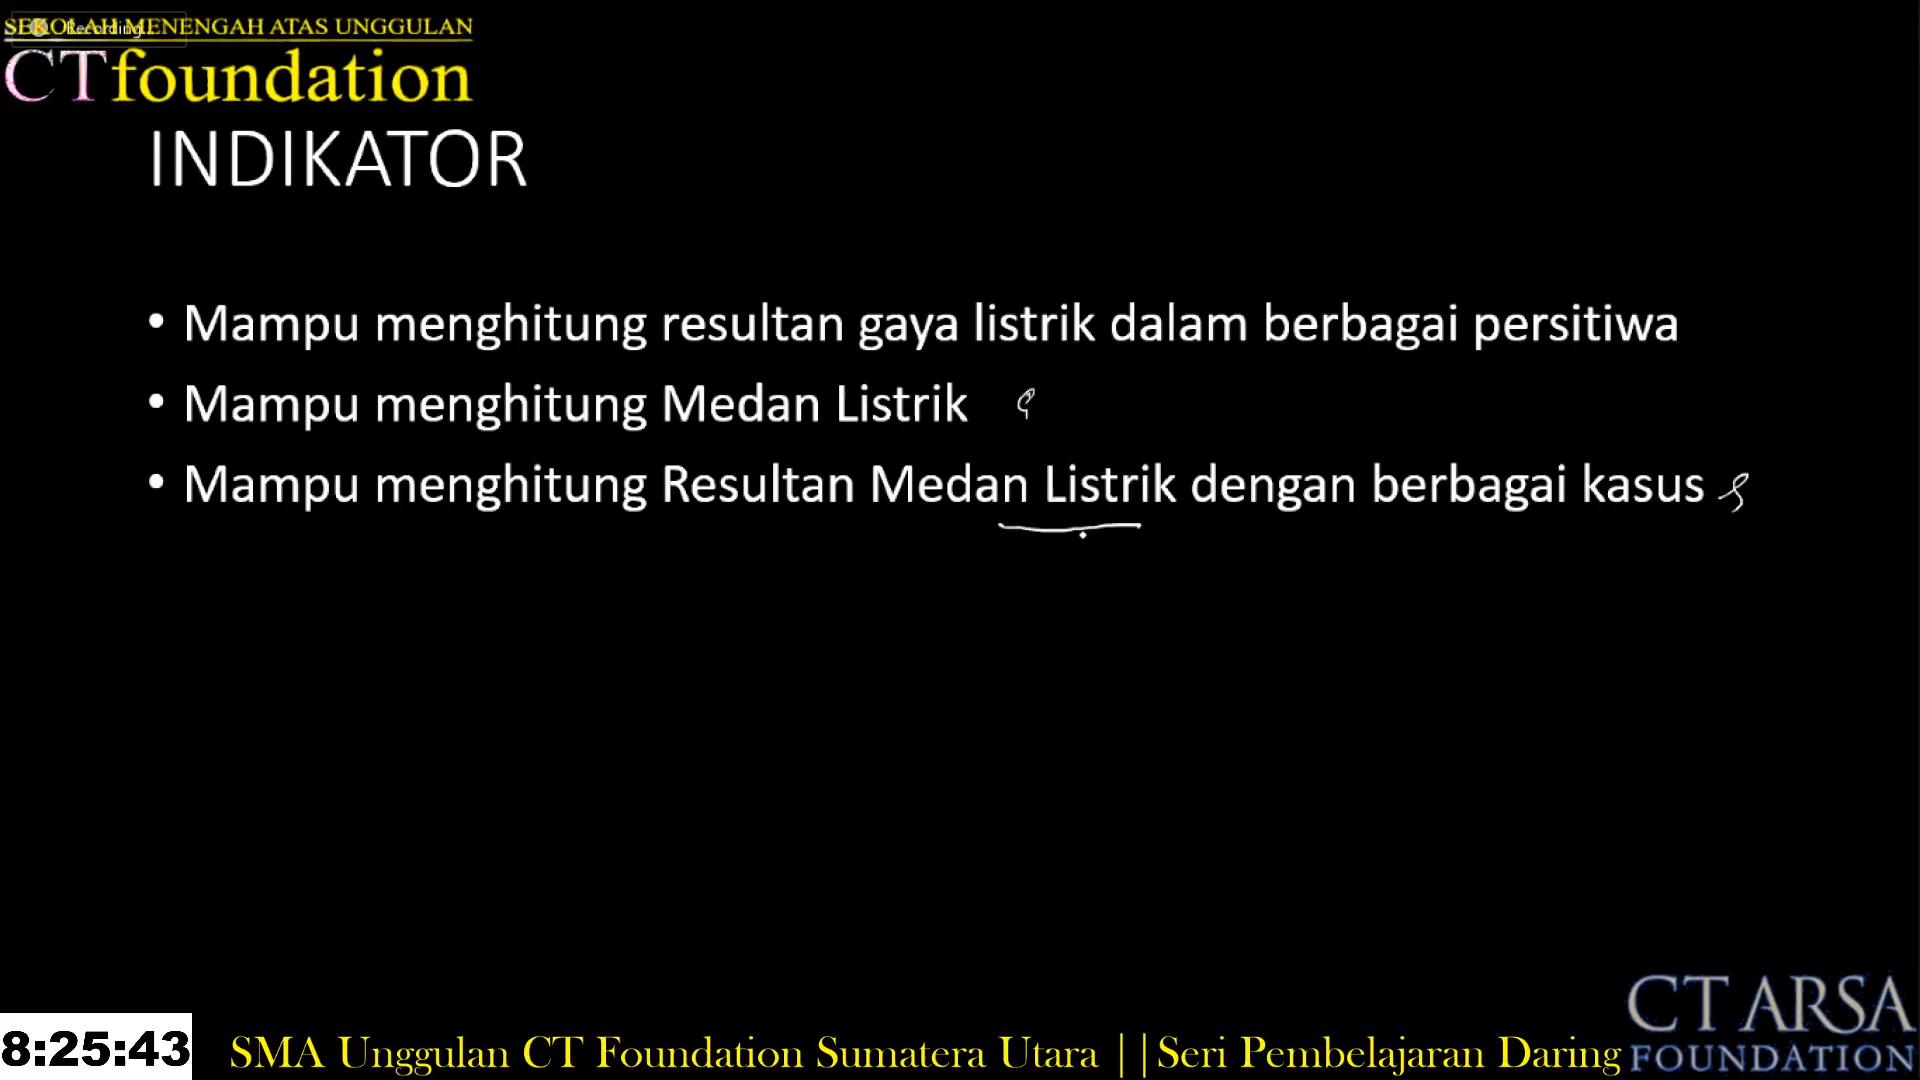 SEKOLAH MENENGAH ATAS UNGGULAN
Recording...
CTfoundation
INDIKATOR
• Mampu menghitung resultan gaya listrik dalam berbagai persitiwa
• Mampu menghitung Medan Listrik
• Mampu menghitung Resultan Medan Listrik dengan berbagai kasus
8:25:43
SMA Unggulan CT Foundation Sumatera Utara ||Seri Pembelajaran Daring
CT ARSA
FOUNDATION